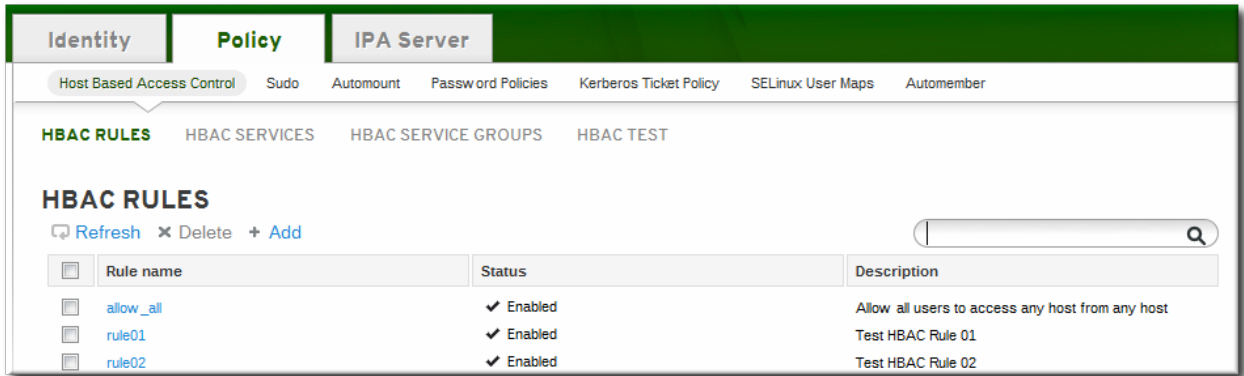 Identity Policy IPA Server
Host Based Access Control Sudo Automount Password Policies Kerberos Ticket Policy SELinux User Maps Automember
HBAC RULES HBAC SERVICES HBAC SERVICE GROUPS HBAC TEST
HBAC RULES
Refresh Delete Add
Rule name Status Description
allow_all Enabled Allow all users to access any host from any host
rule01 Enabled Test HBAC Rule 01
rule02 Enabled Test HBAC Rule 02